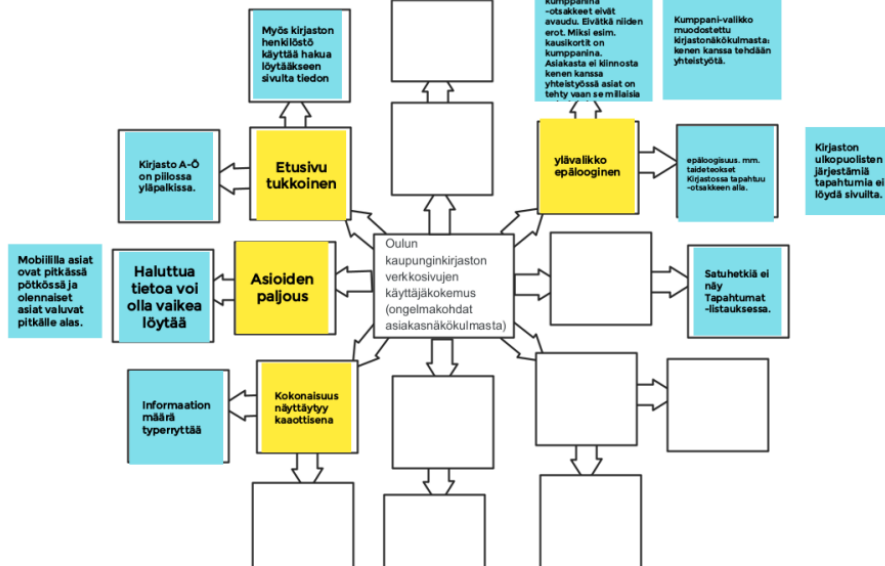 kumppanina
-otsakkeet eivät
avaudu. Eivätkä niiden
erot. Miksi esim.
kausikortit on
kumppanina.
Asiakasta ei kiinnosta
kenen kanssa
yhteistyössä asiat on
tehty vaan se millaisia
Kumppani-valikko
muodostettu
kirjastonäkökulmasta:
kenen kanssa tehdään
yhteistyötä.
Myös kirjaston
henkilöstö
käyttää hakua
löytääkseen
sivulta tiedon
Kirjasto A-Ö
on piilossa
yläpalkissa.
Etusivu
tukkoinen
ylävalikko
epälooginen
epäloogisuus. mm.
taideteokset
Kirjastossa tapahtuu
-otsakkeen alla.
Kirjaston
ulkopuolisten
järjestämiä
tapahtumia ei
löydä sivuilta.
Mobiililla asiat
ovat pitkässä
pötkössä ja
olennaiset
asiat valuvat
pitkälle alas.
Haluttua
tietoa voi
olla vaikea
löytää
Asioiden
paljous
Oulun
kaupunginkirjaston
verkkosivujen
käyttäjäkokemus
(ongelmakohdat
asiakasnäkökulmasta)
Satuhetkiä ei
näy
Tapahtumat
-listauksessa.
Informaation
määrä
typerryttää
Kokonaisuus
näyttäytyy
kaaottisena